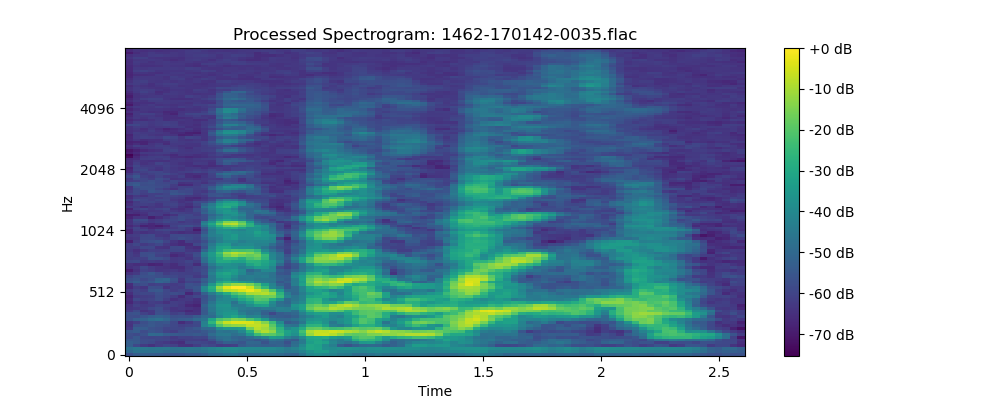 Processed Spectrogram: 1462-170142-0035.flac
Hz
4096
2048
1024
512
0
0
0.5
1
1.5
2
2.5
Time
+0 dB
-10 dB
-20 dB
-30 dB
-40 dB
-50 dB
-60 dB
-70 dB